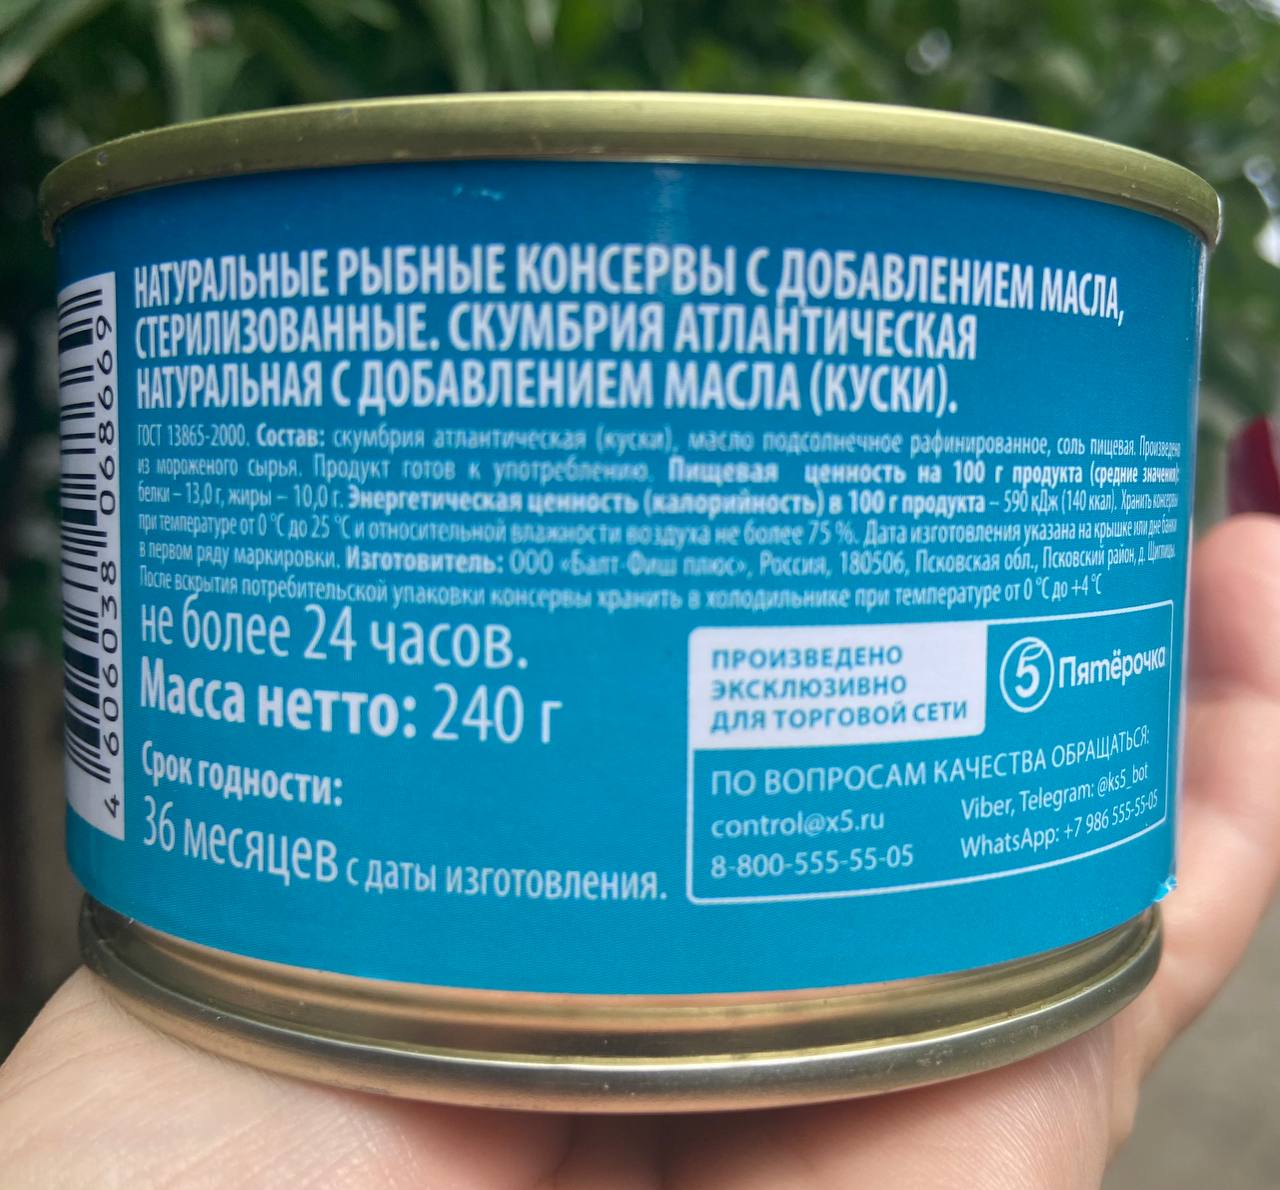 НАТУРАЛЬНЫЕ РЫБНЫЕ КОНСЕРВЫ С ДОБАВЛЕНИЕМ МАСЛА,
СТЕРИЛИЗОВАННЫЕ. СКУМБРИЯ АТЛАНТИЧЕСКАЯ
НАТУРАЛЬНАЯ С ДОБАВЛЕНИЕМ МАСЛА (КУСКИ).
ГОСТ 13865-2000. Состав: скумбрия атлантическая (куски), масло подсолнечное рафинированное, соль пищевая. Произведено
из мороженого сырья. Продукт готов к употреблению. Пищевая ценность на 100 г продукта (средние значения):
белки – 13,0 г, жиры – 10,0 г. Энергетическая ценность (калорийность) в 100 г продукта – 590 кДж (140 ккал). Хранить консервы
при температуре от 0 °C до 25 °C и относительной влажности воздуха не более 75 %. Дата изготовления указана на крышке или дне банки
в первом ряду маркировки. Изготовитель: ООО «Балт Фиш плюс», Россия, 180506, Псковская обл., Псковский район, д. Щиглицы.
После вскрытия потребительской упаковки консервы хранить в холодильнике при температуре от 0 °C до +4 °C
не более 24 часов.
Масса нетто: 240 г
Срок годности:
36 месяцев с даты изготовления.
ПРОИЗВЕДЕНО
ЭКСКЛЮЗИВНО
ДЛЯ ТОРГОВОЙ СЕТИ
5 Пятёрочка
ПО ВОПРОСАМ КАЧЕСТВА ОБРАЩАТЬСЯ:
control@x5.ru
8-800-555-55-05
Viber, Telegram: @ks5_bot
WhatsApp: +7 986 555-55-05
4 606038 068669